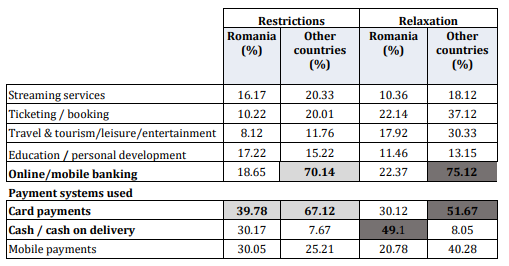 Restrictions Relaxation
Romania (%) Other countries (%) Romania (%) Other countries (%)
Streaming services 16.17 20.33 10.36 18.12
Ticketing / booking 10.22 20.01 22.14 37.12
Travel & tourism/leisure/entertainment 8.12 11.76 17.92 30.33
Education / personal development 17.22 15.22 11.46 13.15
Online/mobile banking 18.65 70.14 22.37 75.12
Payment systems used
Card payments 39.78 67.12 30.12 51.67
Cash / cash on delivery 30.17 7.67 49.1 8.05
Mobile payments 30.05 25.21 20.78 40.28